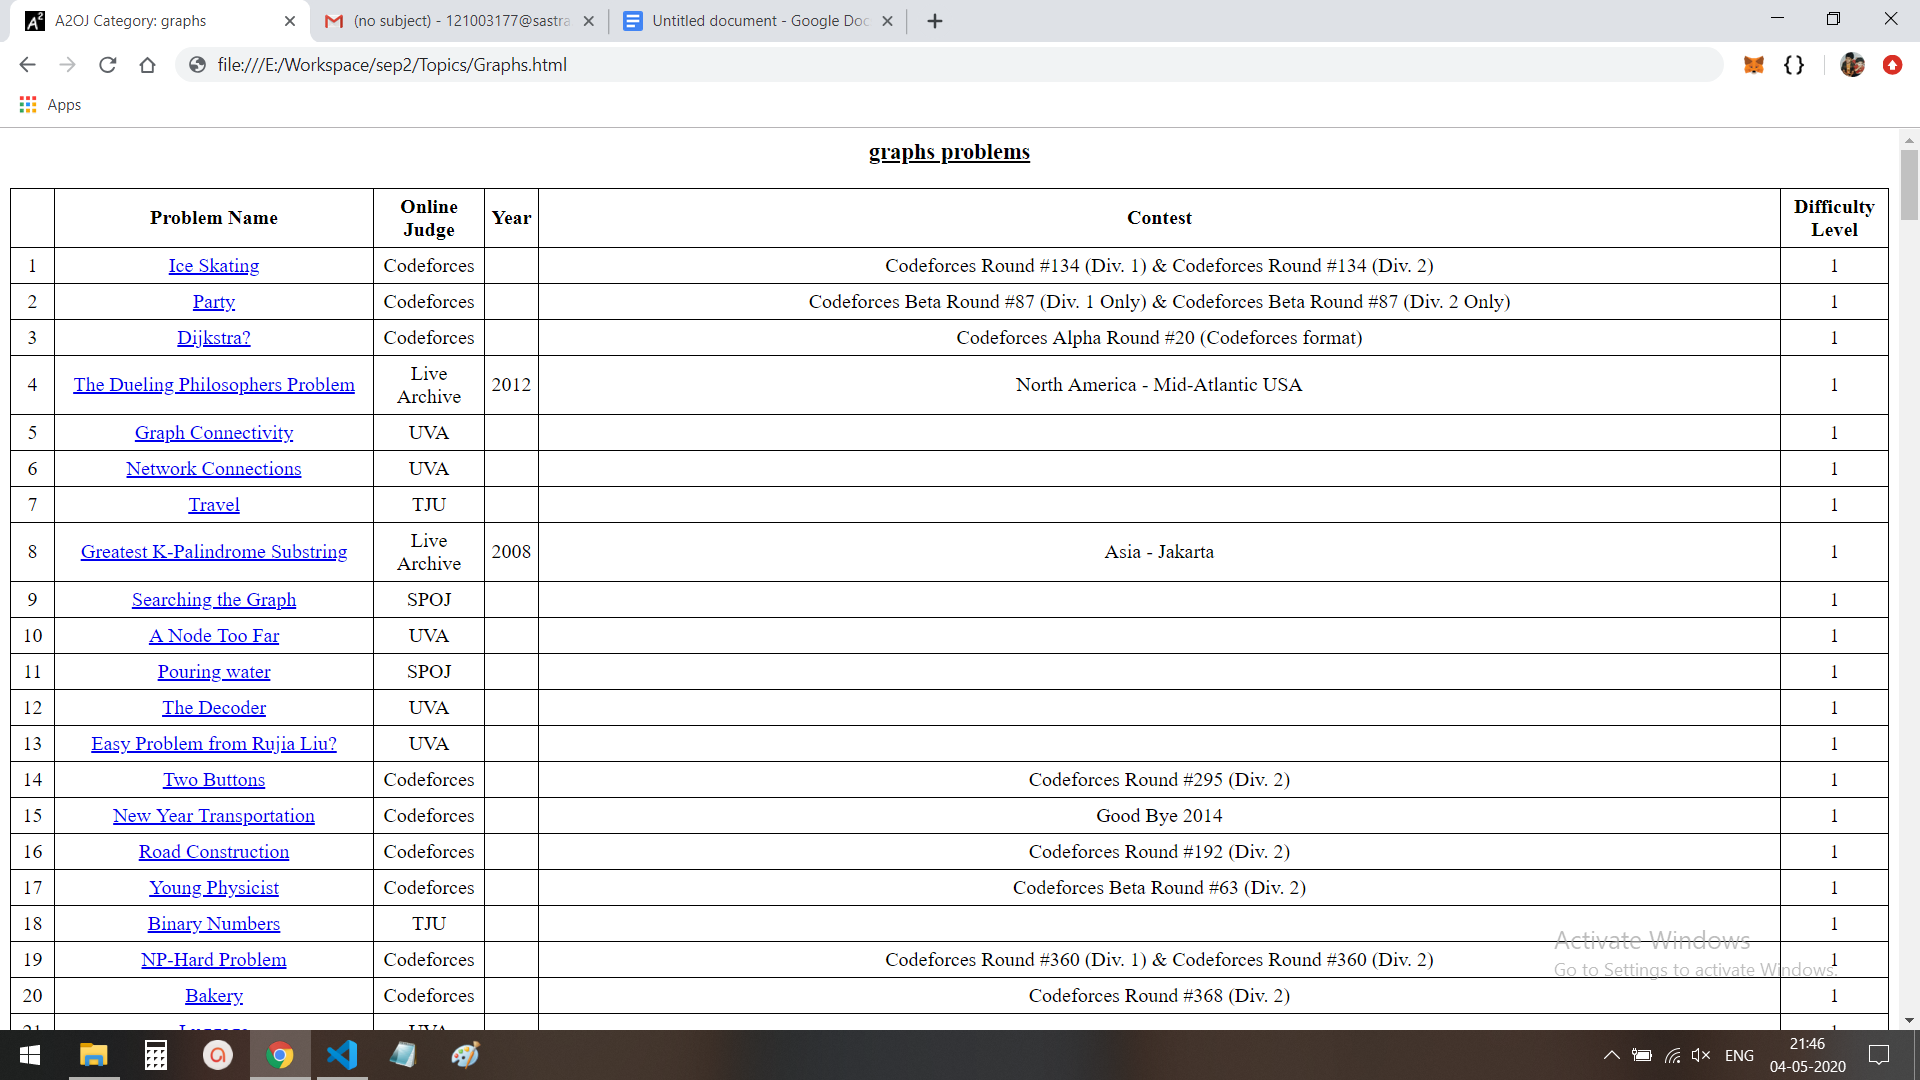 A2OJ Category: graphs
(no subject) - 121003177@sastra
Untitled document - Google Doc
file:///E:/Workspace/sep2/Topics/Graphs.html
Apps
graphs problems
Problem Name Online Judge Year Contest Difficulty Level
1 Ice Skating Codeforces Codeforces Round #134 (Div. 1) & Codeforces Round #134 (Div. 2) 1
2 Party Codeforces Codeforces Beta Round #87 (Div. 1 Only) & Codeforces Beta Round #87 (Div. 2 Only) 1
3 Dijkstra? Codeforces Codeforces Alpha Round #20 (Codeforces format) 1
4 The Dueling Philosophers Problem Live Archive 2012 North America - Mid-Atlantic USA 1
5 Graph Connectivity UVA 1
6 Network Connections UVA 1
7 Travel TJU 1
8 Greatest K-Palindrome Substring Live Archive 2008 Asia - Jakarta 1
9 Searching the Graph SPOJ 1
10 A Node Too Far UVA 1
11 Pouring water SPOJ 1
12 The Decoder UVA 1
13 Easy Problem from Rujia Liu? UVA 1
14 Two Buttons Codeforces Codeforces Round #295 (Div. 2) 1
15 New Year Transportation Codeforces Good Bye 2014 1
16 Road Construction Codeforces Codeforces Round #192 (Div. 2) 1
17 Young Physicist Codeforces Codeforces Beta Round #63 (Div. 2) 1
18 Binary Numbers TJU 1
19 NP-Hard Problem Codeforces Codeforces Round #360 (Div. 1) & Codeforces Round #360 (Div. 2) 1
20 Bakery Codeforces Codeforces Round #368 (Div. 2) 1
Activate Windows
Go to Settings to activate Windows.
ENG
21:46
04-05-2020